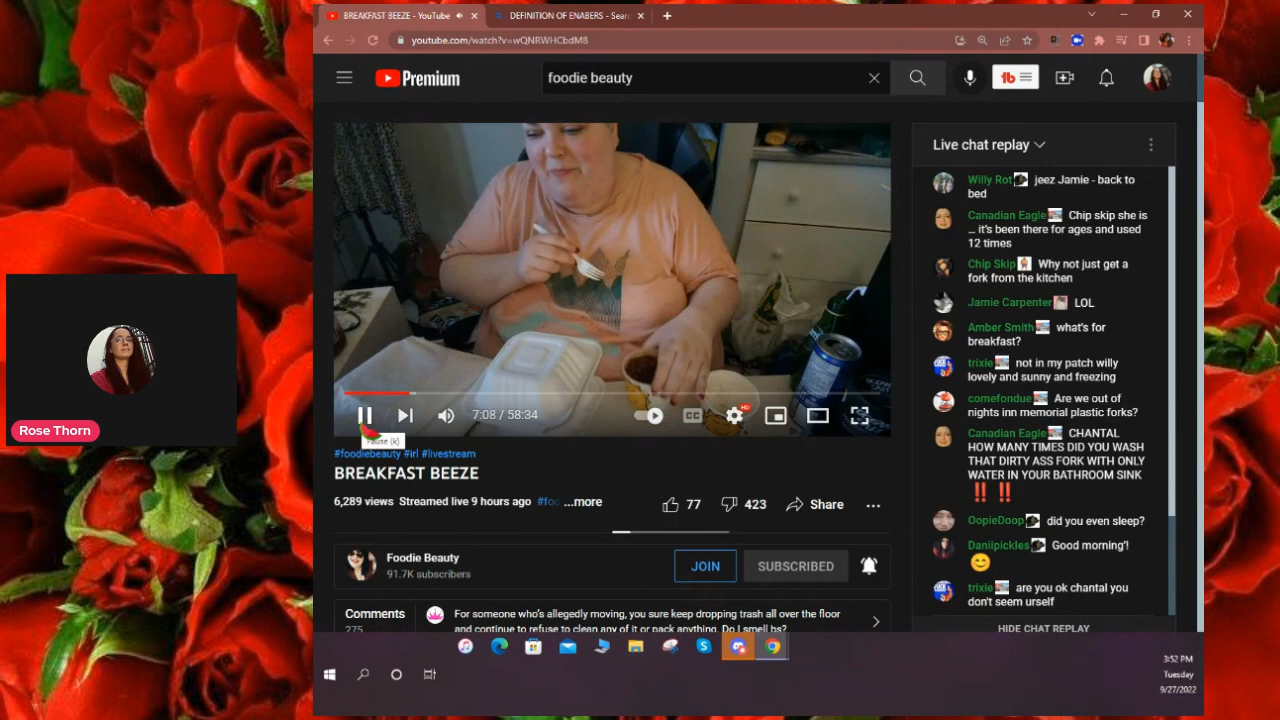 BREAKFAST BEEZE - YouTube
DEFINITION OF ENABERS - Sear
youtube.com/watch?v=wQNRWHCbdM8
Premium
foodie beauty
Live chat replay
Willy Rot jeez Jamie - back to
bed
Canadian Eagle Chip skip she is
... it's been there for ages and used
12 times
Chip Skip Why not just get a
fork from the kitchen
Jamie Carpenter LOL
Amber Smith what's for
breakfast?
trixie not in my patch willy
lovely and sunny and freezing
comefondue Are we out of
nights inn memorial plastic forks?
Canadian Eagle CHANTAL
HOW MANY TIMES DID YOU WASH
THAT DIRTY ASS FORK WITH ONLY
WATER IN YOUR BATHROOM SINK
‼️ ‼️
OopieDoop did you even sleep?
Daniipickles Good morning'!
trixie are you ok chantal you
don't seem urself
HIDE CHAT REPLAY
7:08 / 58:34
CC
HD
Pause (k)
#foodiebeauty #irl #livestream
BREAKFAST BEEZE
6,289 views Streamed live 9 hours ago #foo ...more
77
423
Share
Foodie Beauty
91.7K subscribers
JOIN
SUBSCRIBED
Comments
275
For someone who's allegedly moving, you sure keep dropping trash all over the floor
and continue to refuse to clean any of it or pack anything. Do I smell bs?
Rose Thorn
3:52 PM
Tuesday
9/27/2022